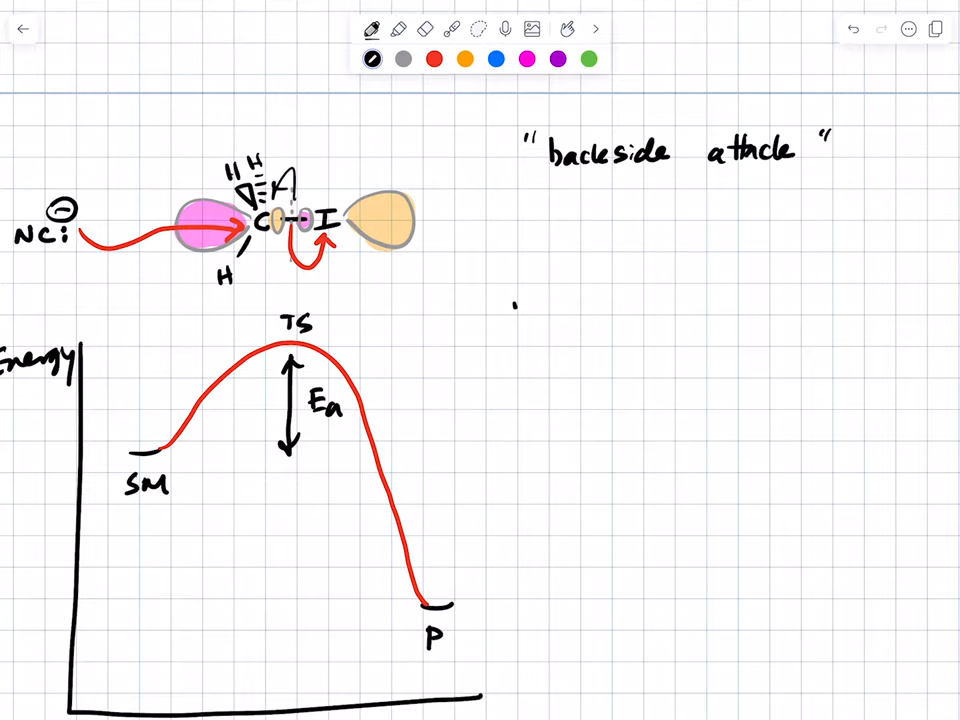 "backside attack"
H H
NC: ⊖ C — I
H
TS
Energy
Ea
SM
P